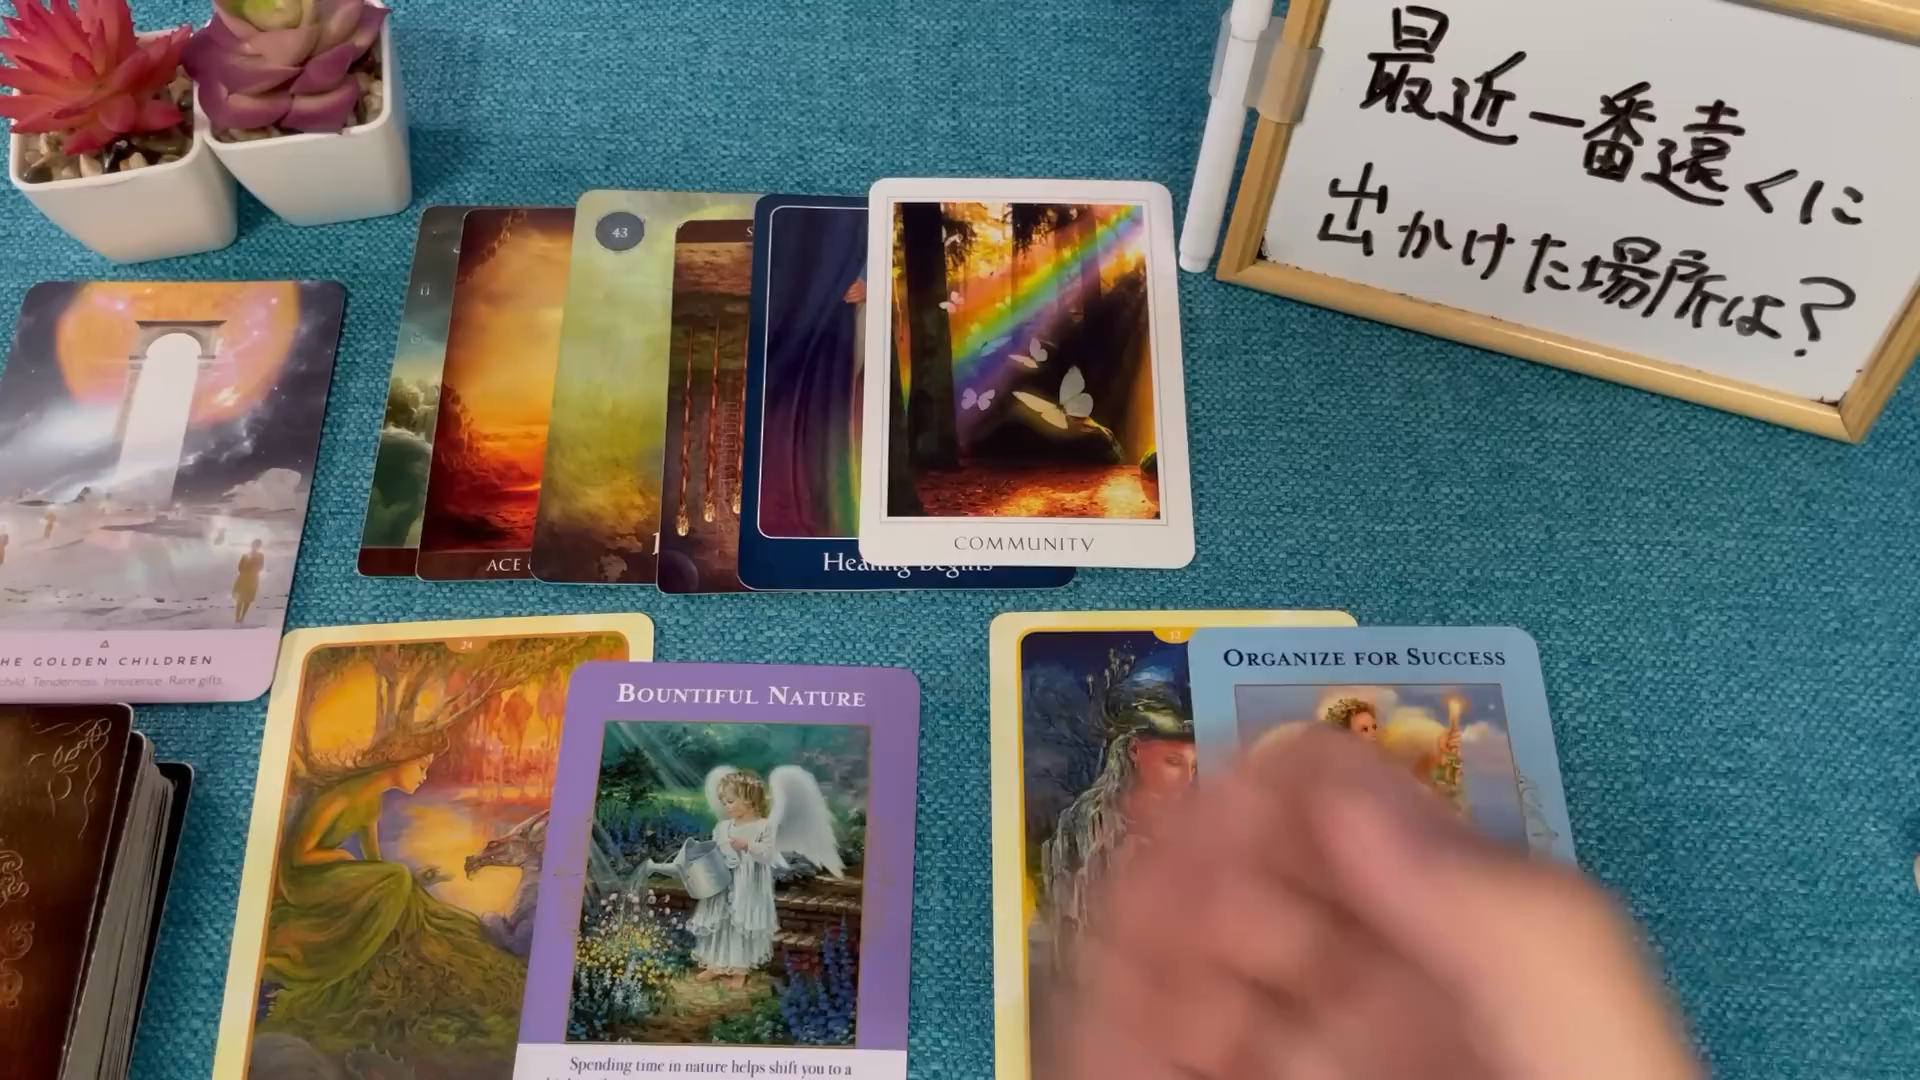 最近一番遠くに
出かけた場所は?
43
COMMUNITY
ACE
Healing Begins
HE GOLDEN CHILDREN
child. Tenderness. Innocence. Rare gifts.
24
BOUNTIFUL NATURE
Spending time in nature helps shift you to a
ORGANIZE FOR SUCCESS